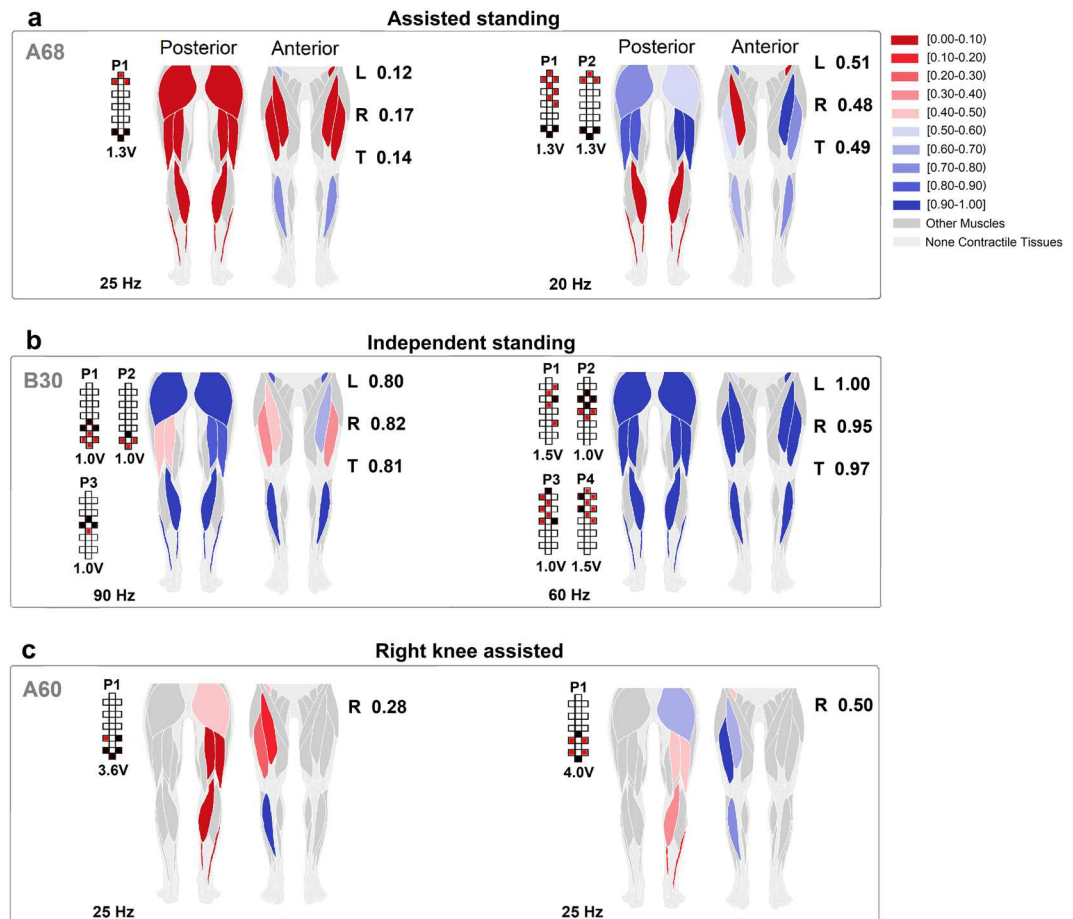 a
Assisted standing
A68
Posterior
Anterior
P1
1.3V
L 0.12
R 0.17
T 0.14
25 Hz
Posterior
Anterior
P1
P2
1.3V
1.3V
L 0.51
R 0.48
T 0.49
20 Hz
[0.00-0.10)
[0.10-0.20)
[0.20-0.30)
[0.30-0.40)
[0.40-0.50)
[0.50-0.60)
[0.60-0.70)
[0.70-0.80)
[0.80-0.90)
[0.90-1.00]
Other Muscles
None Contractile Tissues
b
Independent standing
B30
P1
P2
1.0V
1.0V
P3
1.0V
L 0.80
R 0.82
T 0.81
90 Hz
P1
P2
1.5V
1.0V
P3
P4
1.0V
1.5V
L 1.00
R 0.95
T 0.97
60 Hz
c
Right knee assisted
A60
P1
3.6V
R 0.28
25 Hz
P1
4.0V
R 0.50
25 Hz